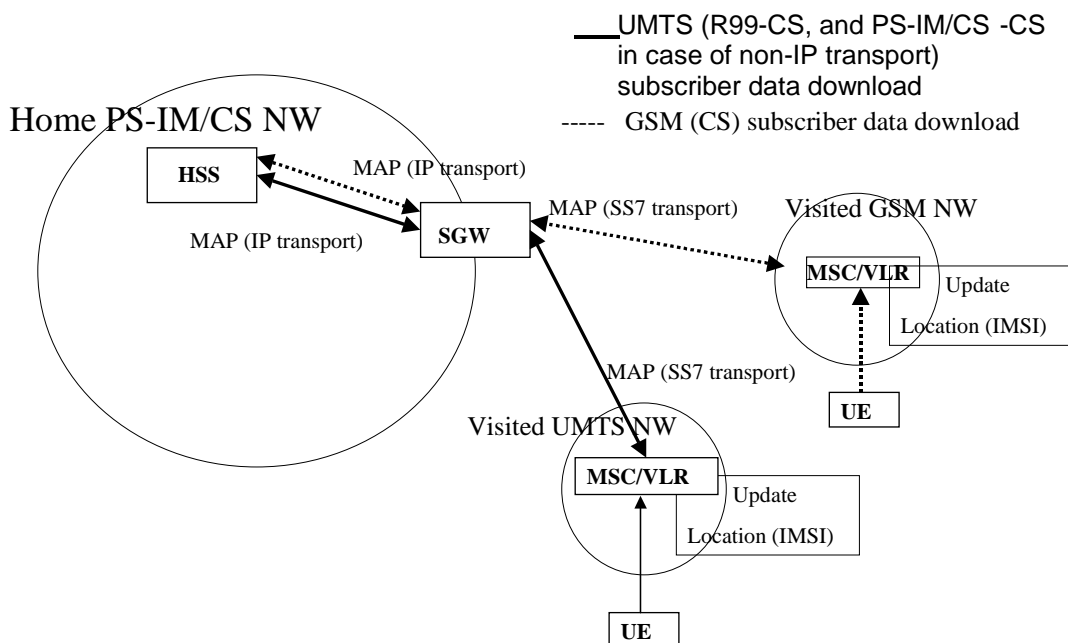 UMTS (R99-CS, and PS-IM/CS -CS
in case of non-IP transport)
subscriber data download
GSM (CS) subscriber data download
Home PS-IM/CS NW
HSS
MAP (IP transport)
MAP (IP transport)
SGW
MAP (SS7 transport)
Visited GSM NW
MSC/VLR
Update
Location (IMSI)
UE
MAP (SS7 transport)
Visited UMTS NW
MSC/VLR
Update
Location (IMSI)
UE